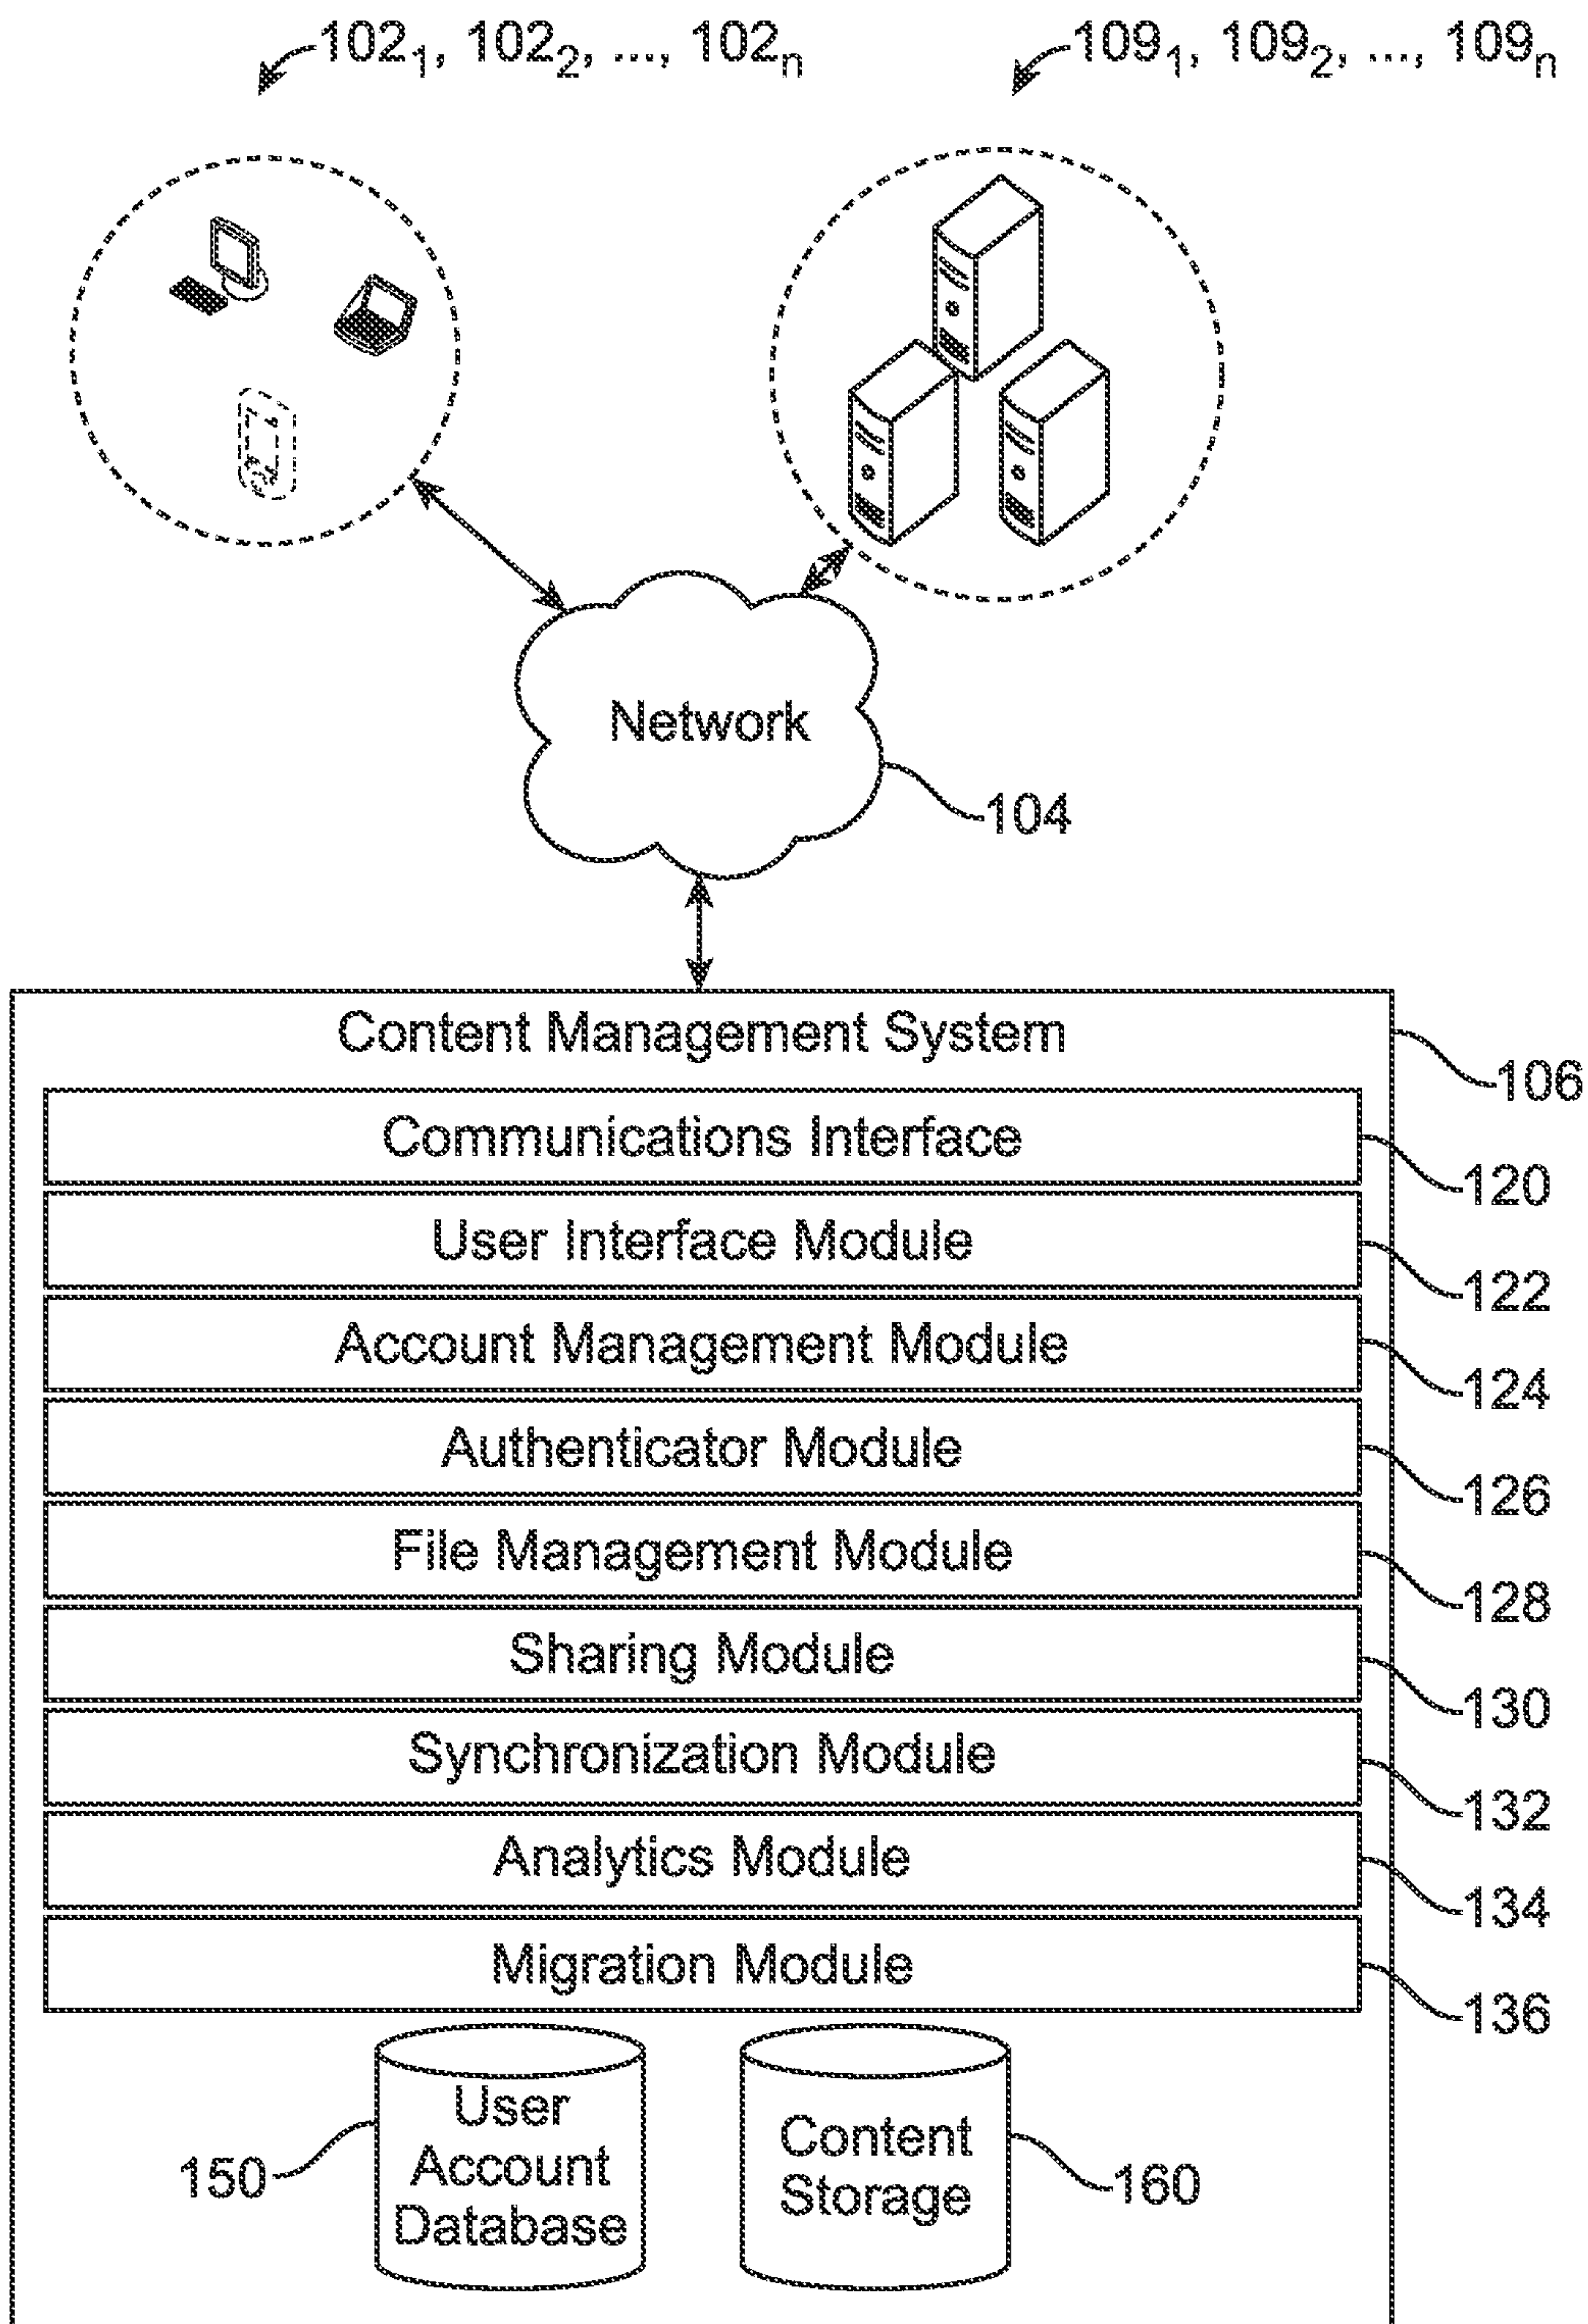 102₁, 102₂, ..., 102ₙ
109₁, 109₂, ..., 109ₙ
Network
104
Content Management System
106
Communications Interface
120
User Interface Module
122
Account Management Module
124
Authenticator Module
126
File Management Module
128
Sharing Module
130
Synchronization Module
132
Analytics Module
134
Migration Module
136
User
Account
Database
150
Content
Storage
160